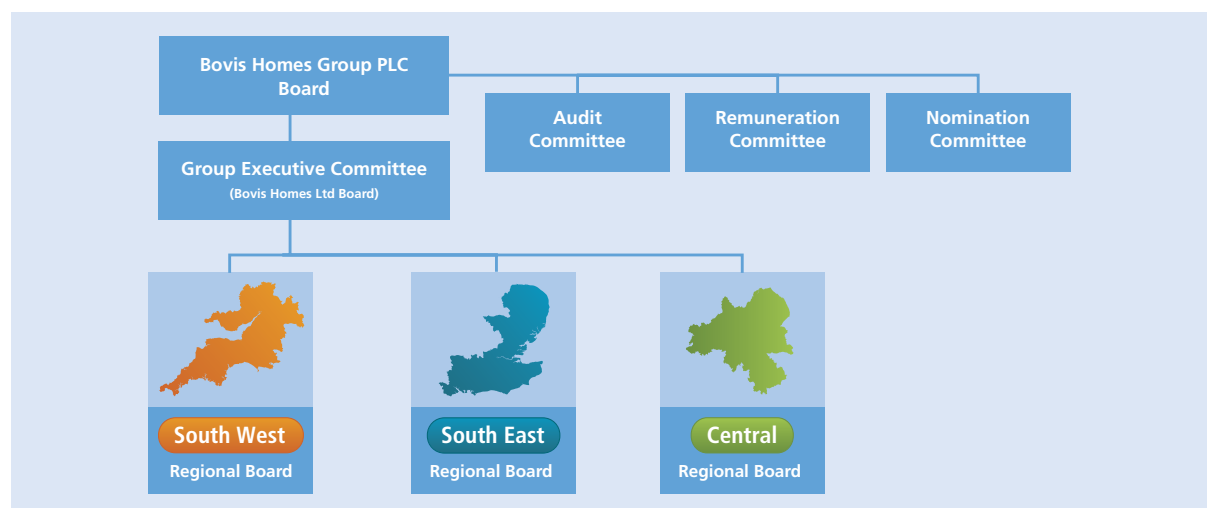 Bovis Homes Group PLC
Board
Audit
Committee
Remuneration
Committee
Nomination
Committee
Group Executive Committee
(Bovis Homes Ltd Board)
South West
Regional Board
South East
Regional Board
Central
Regional Board